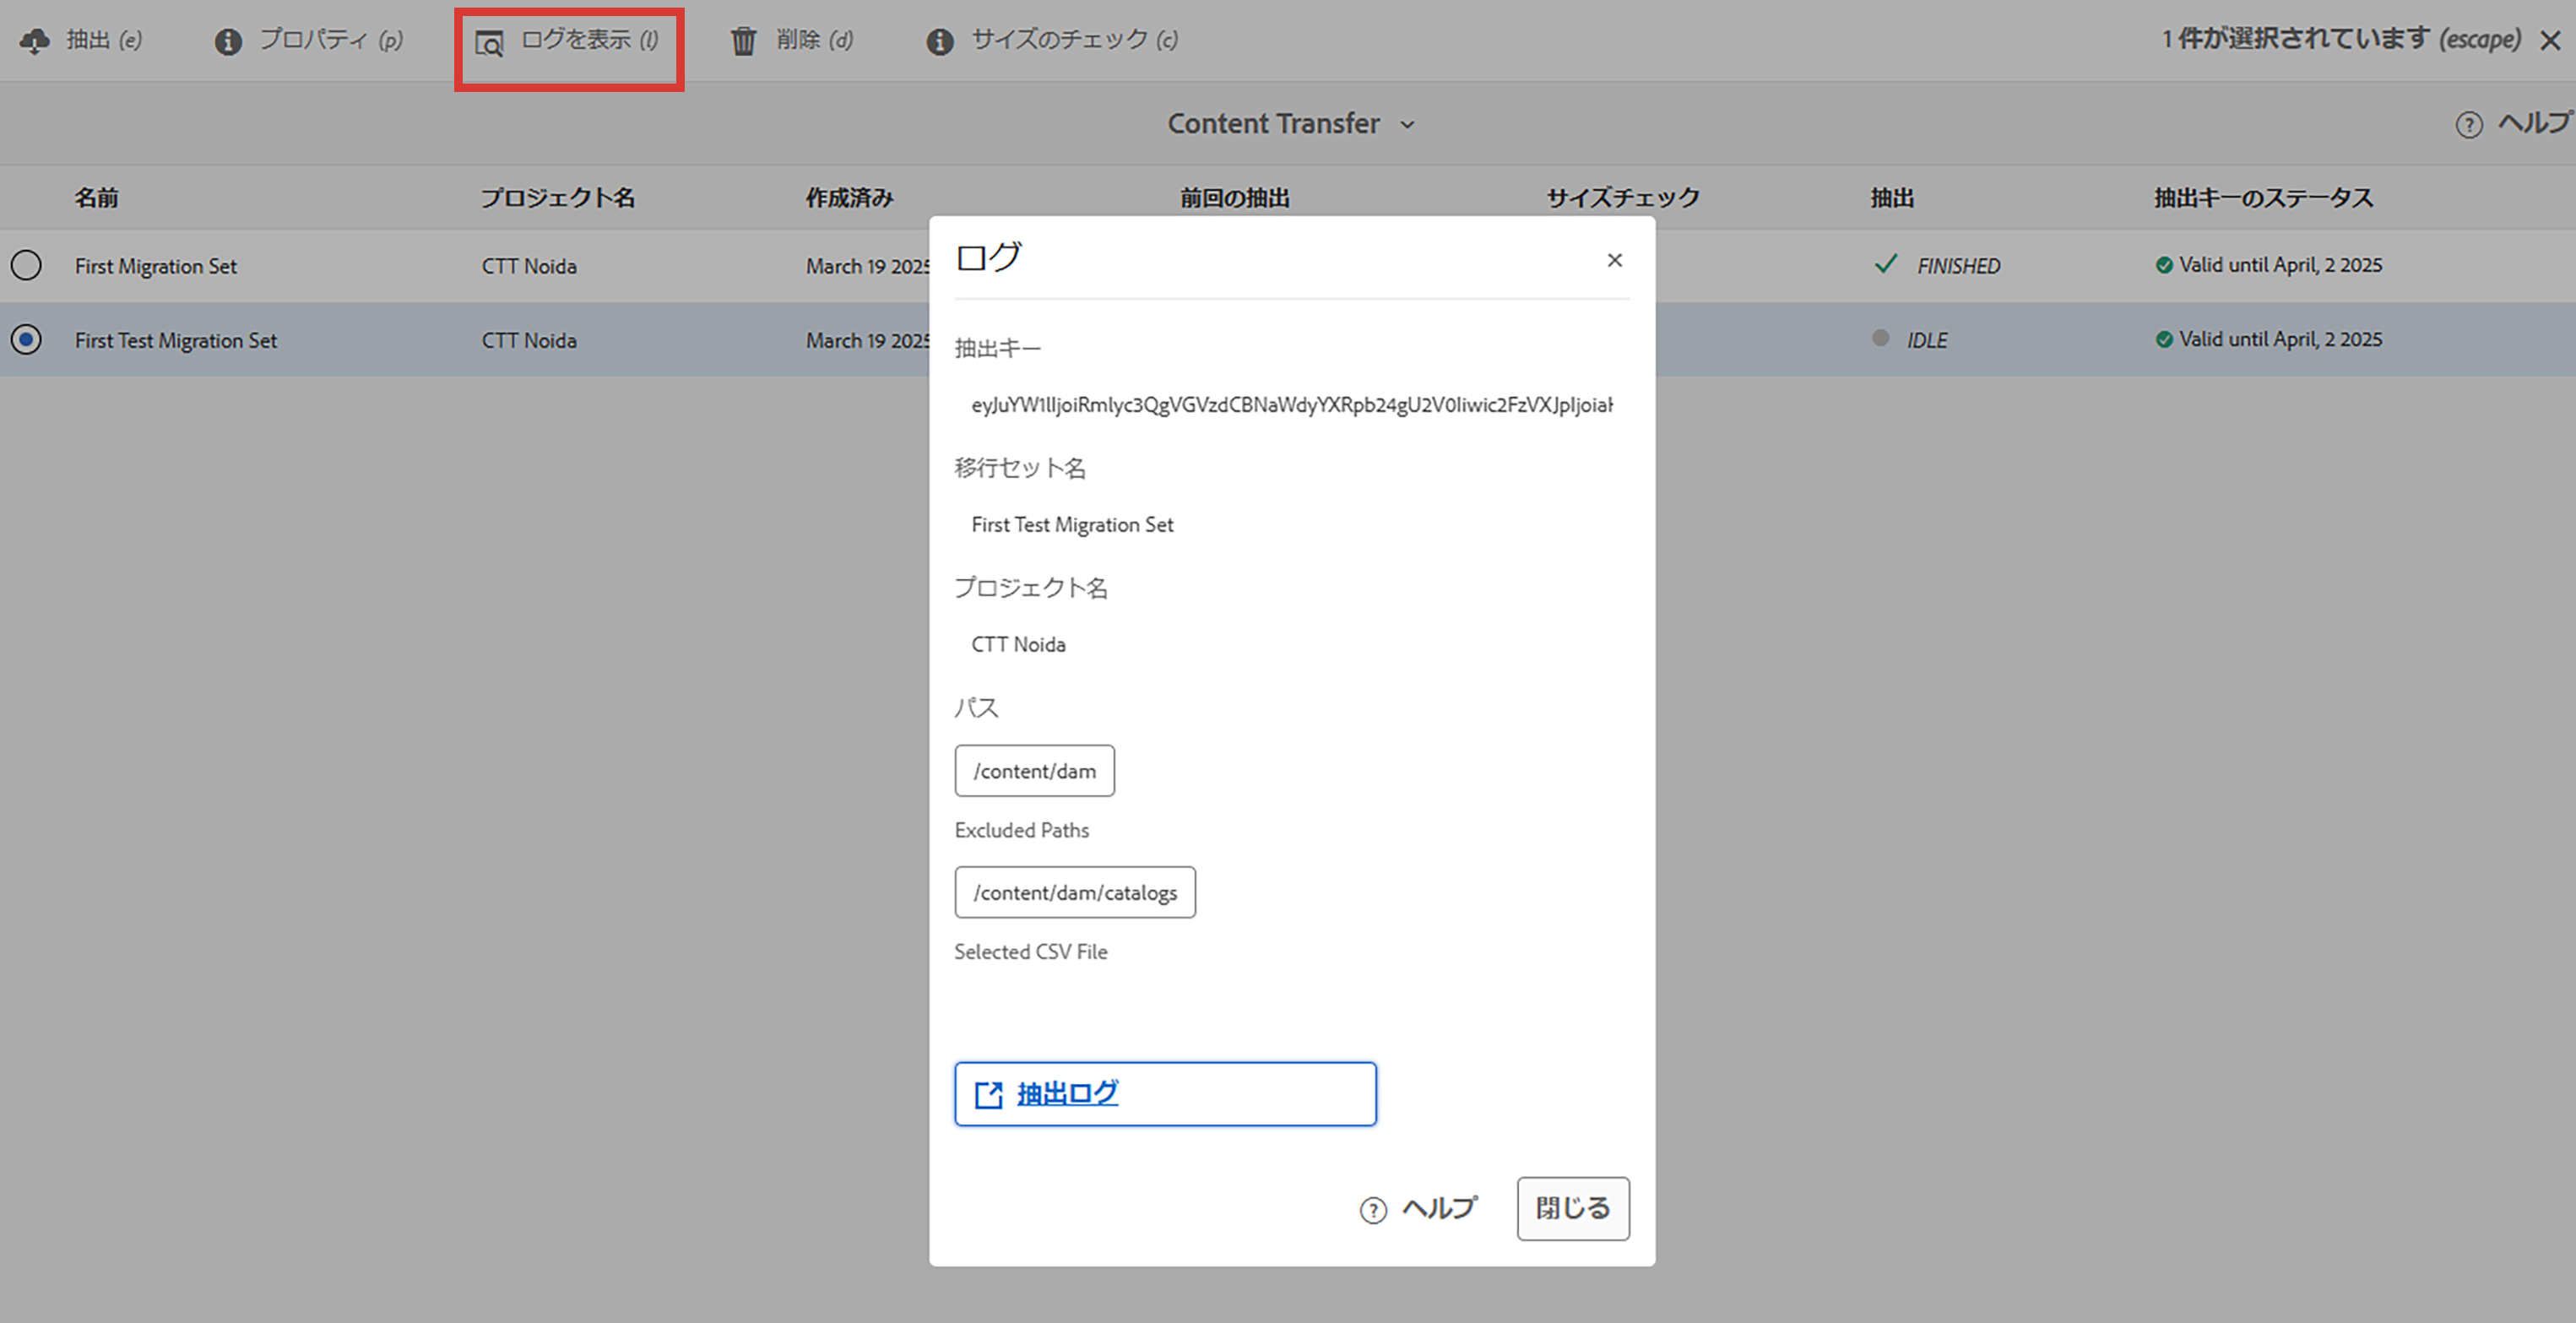 抽出 (e) プロパティ (p) ログを表示 (l) 削除 (d) サイズのチェック (c) 1 件が選択されています (escape)
Content Transfer
ヘルプ
名前 プロジェクト名 作成済み 前回の抽出 サイズチェック 抽出 抽出キーのステータス
First Migration Set CTT Noida March 19 2025 FINISHED Valid until April, 2 2025
First Test Migration Set CTT Noida March 19 2025 IDLE Valid until April, 2 2025
ログ
抽出キー
eyJuYW1lIjoiRmlyc3QgVGVzdCBNaWdyYXRpb24gU2V0Iiwic2FzVXJpIjoiaH
移行セット名
First Test Migration Set
プロジェクト名
CTT Noida
パス
/content/dam
Excluded Paths
/content/dam/catalogs
Selected CSV File
抽出ログ
ヘルプ 閉じる